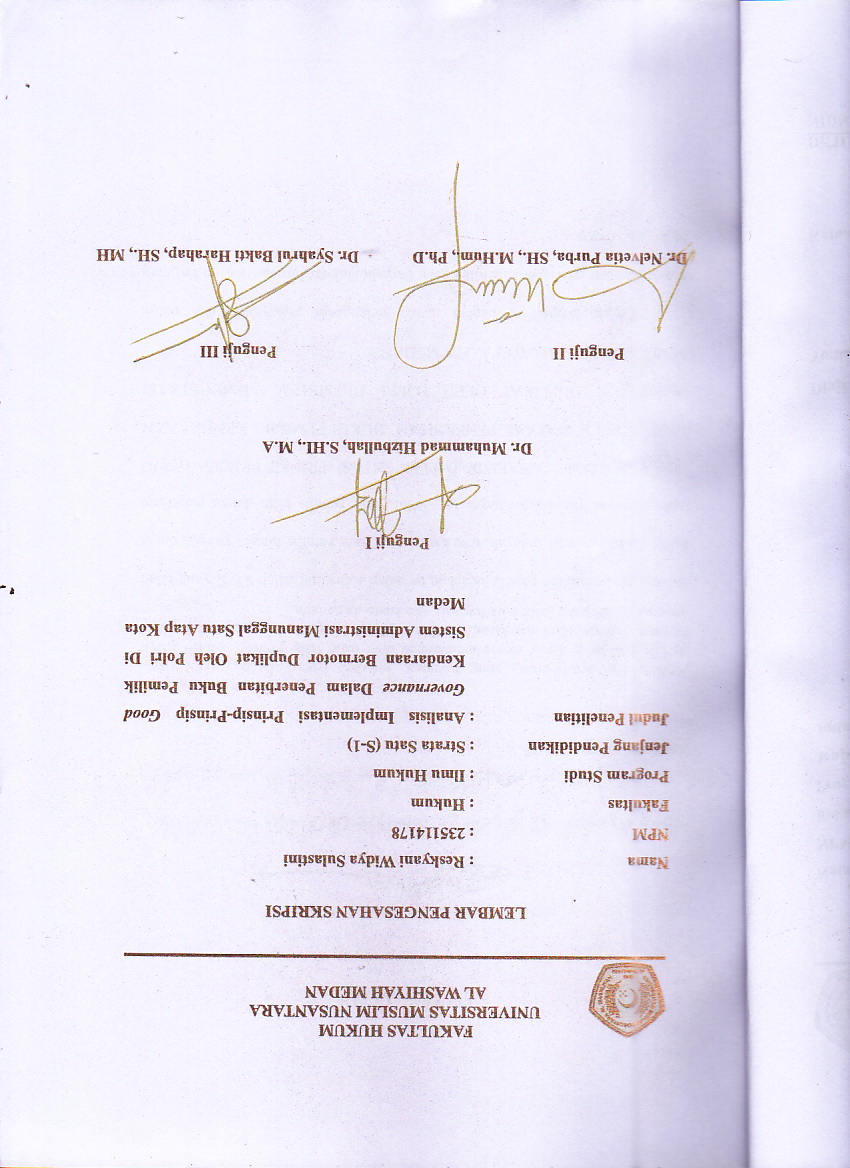 FAKULTAS HUKUM
UNIVERSITAS MUSLIM NUSANTARA
AL WASHIYAH MEDAN
LEMBAR PENGESAHAN SKRIPSI
Nama : Reskyani Widya Sulastini
NPM : 235114178
Fakultas : Hukum
Program Studi : Ilmu Hukum
Jenjang Pendidikan : Strata Satu (S-1)
Judul Penelitian : Analisis Implementasi Prinsip-Prinsip Good
Governance Dalam Penerbitan Buku Pemilik
Kendaraan Bermotor Duplikat Oleh Polri Di
Sistem Administrasi Manunggal Satu Atap Kota
Medan
Penguji I
Dr. Muhammad Hizbullah, S.HI., M.A
Penguji II Penguji III
Dr. Nelvetia Purba, SH., M.Hum., Ph.D Dr. Syahrul Bakti Harahap, SH., MH